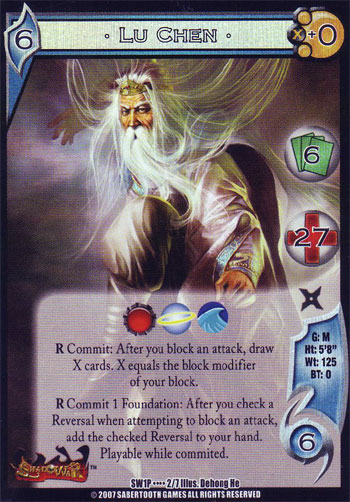 6
· LU CHEN ·
X +0
6
27
G: M
Ht: 5'8"
Wt: 125
BT: 0
6
R Commit: After you block an attack, draw
X cards. X equals the block modifier
of your block.
R Commit 1 Foundation: After you check a
Reversal when attempting to block an attack,
add the checked Reversal to your hand.
Playable while commited.
SHADOWAR™
SW1P •••• 2/7 Illus. Dehong He
© 2007 SABERTOOTH GAMES ALL RIGHTS RESERVED